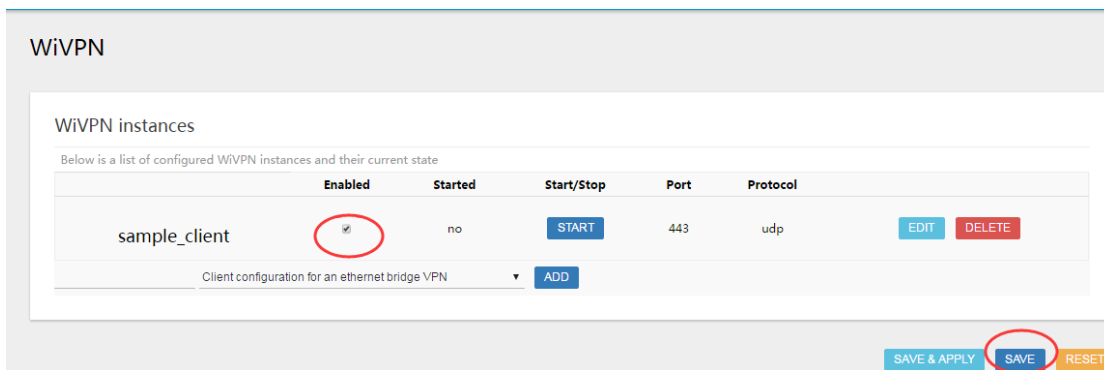 WiVPN
WiVPN instances
Below is a list of configured WiVPN instances and their current state
Enabled Started Start/Stop Port Protocol
sample_client no START 443 udp EDIT DELETE
Client configuration for an ethernet bridge VPN ADD
SAVE & APPLY SAVE RESET